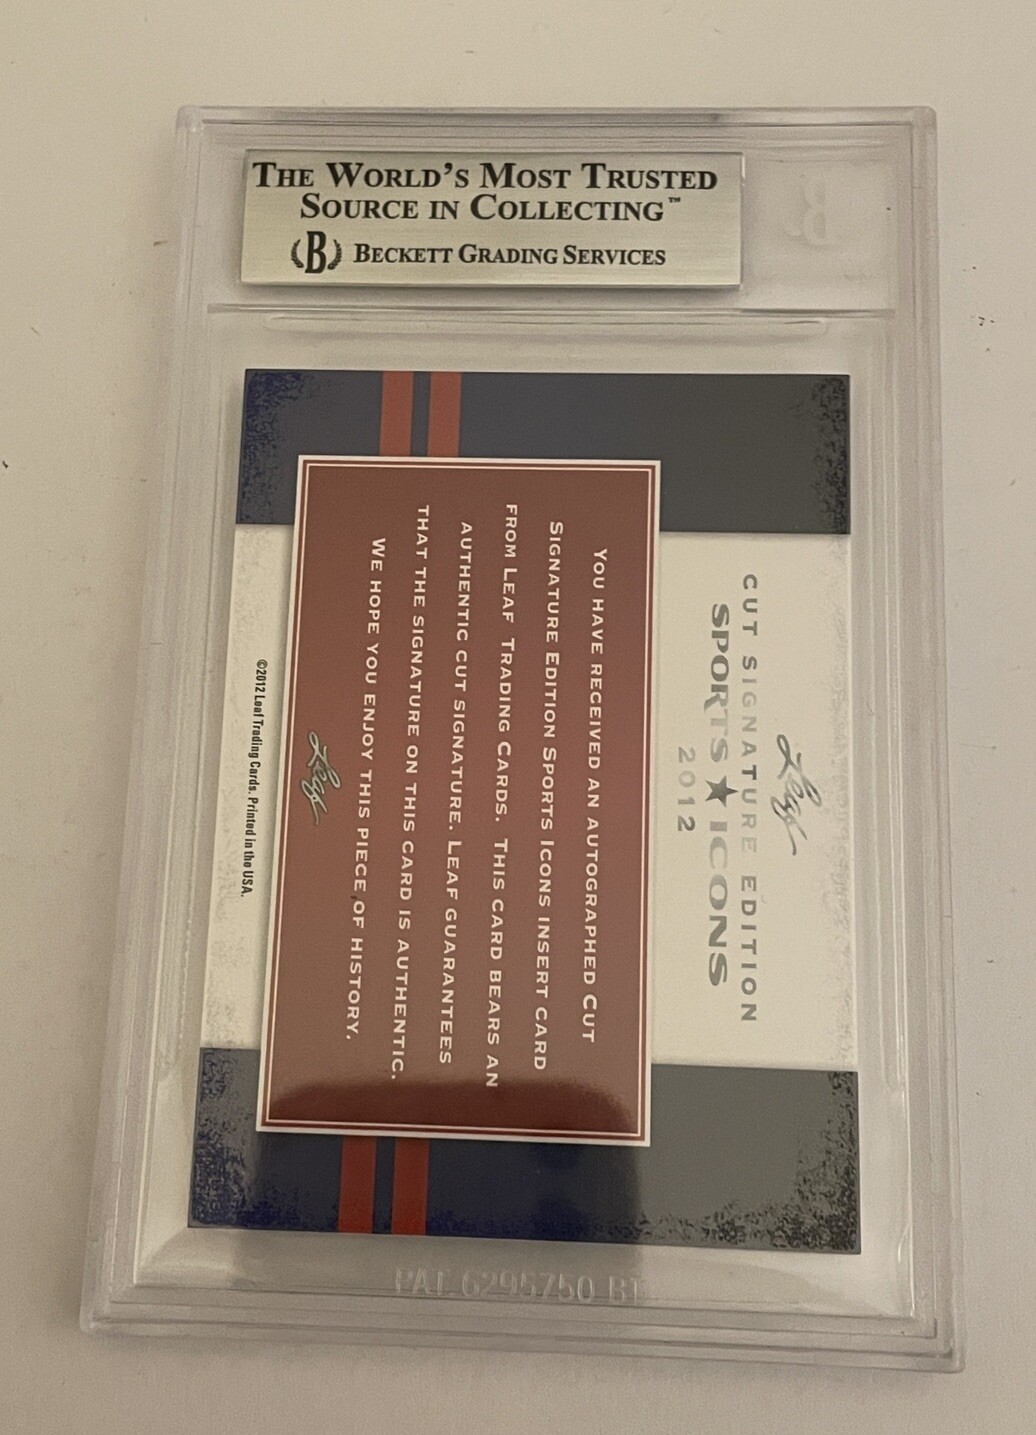 THE WORLD'S MOST TRUSTED
SOURCE IN COLLECTING™
B BECKETT GRADING SERVICES
Leaf
CUT SIGNATURE EDITION
SPORTS ★ ICONS
2012
YOU HAVE RECEIVED AN AUTOGRAPHED CUT
SIGNATURE EDITION SPORTS ICONS INSERT CARD
FROM LEAF TRADING CARDS. THIS CARD BEARS AN
AUTHENTIC CUT SIGNATURE. LEAF GUARANTEES
THAT THE SIGNATURE ON THIS CARD IS AUTHENTIC.
WE HOPE YOU ENJOY THIS PIECE OF HISTORY.
Leaf
©2012 Leaf Trading Cards. Printed in the USA.
PAT 6295750 B1